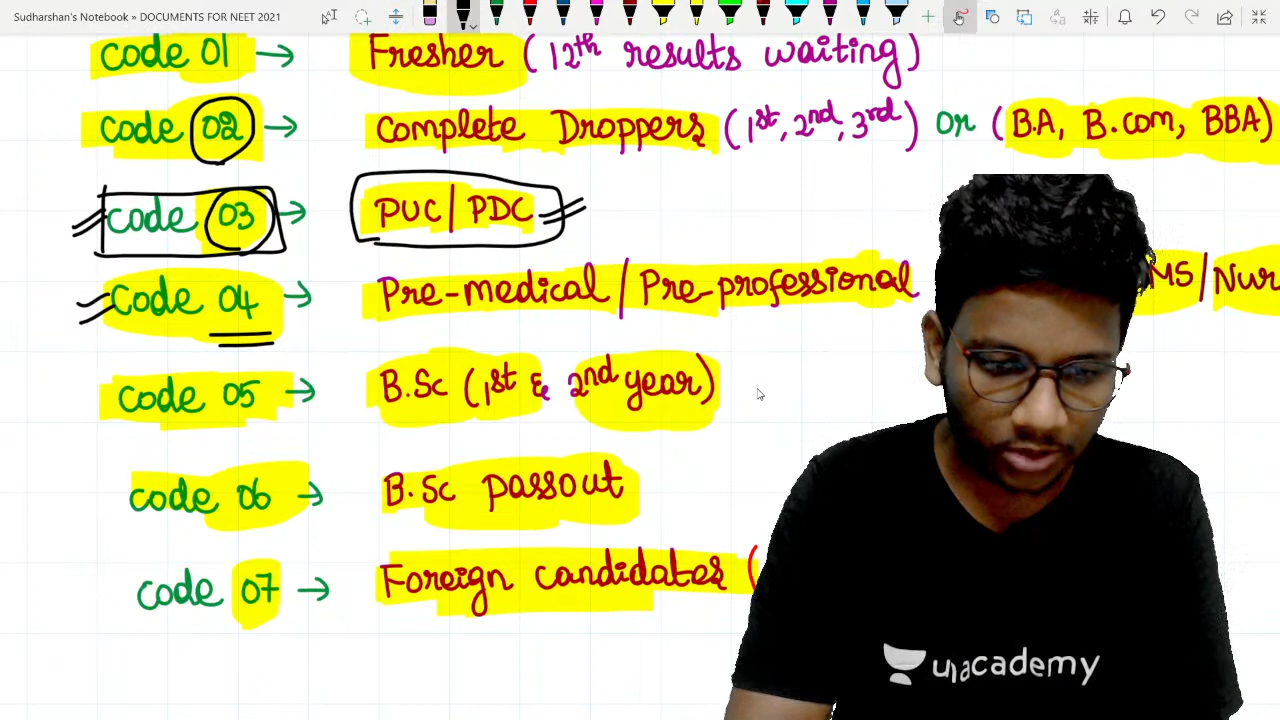 Sudharshan's Notebook » DOCUMENTS FOR NEET 2021
code 01 → Fresher (12th results waiting)
code 02 → Complete Droppers (1st, 2nd, 3rd) or (B.A, B.com, BBA)
code 03 → PUC/PDC
code 04 → Pre-medical/Pre-professional MS/Nur
code 05 → B.Sc (1st & 2nd year)
code 06 → B.Sc passout
code 07 → Foreign candidates (
unacademy